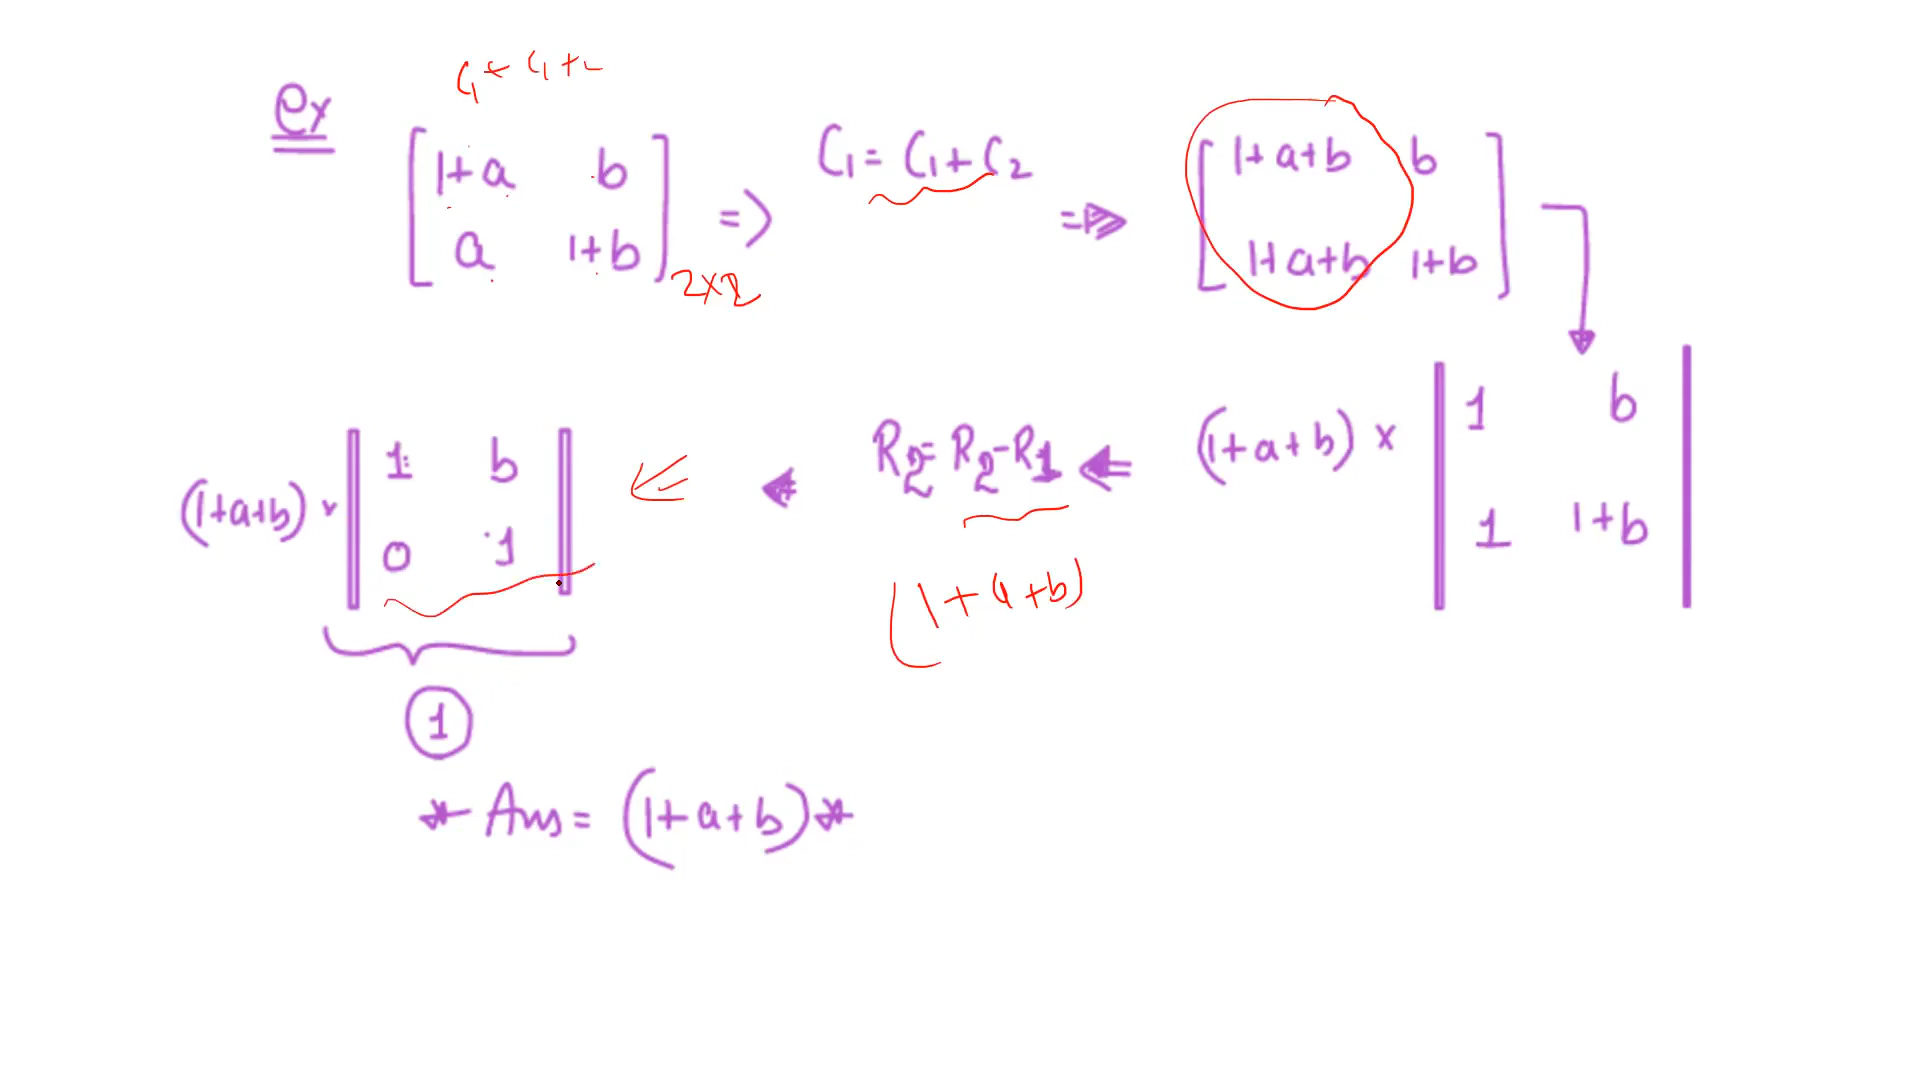 ex
C₁ = C₁ +
[ 1+a b
a 1+b ] 2×2
=> C₁ = C₁ + C₂ =>
[ 1+a+b b
1+a+b 1+b ]
(1+a+b) × | 1 b
1 1+b |
R₂ = R₂ - R₁
(1+a+b)
(1+a+b) × | 1 b
0 1 |
1
* Ans = (1+a+b) *